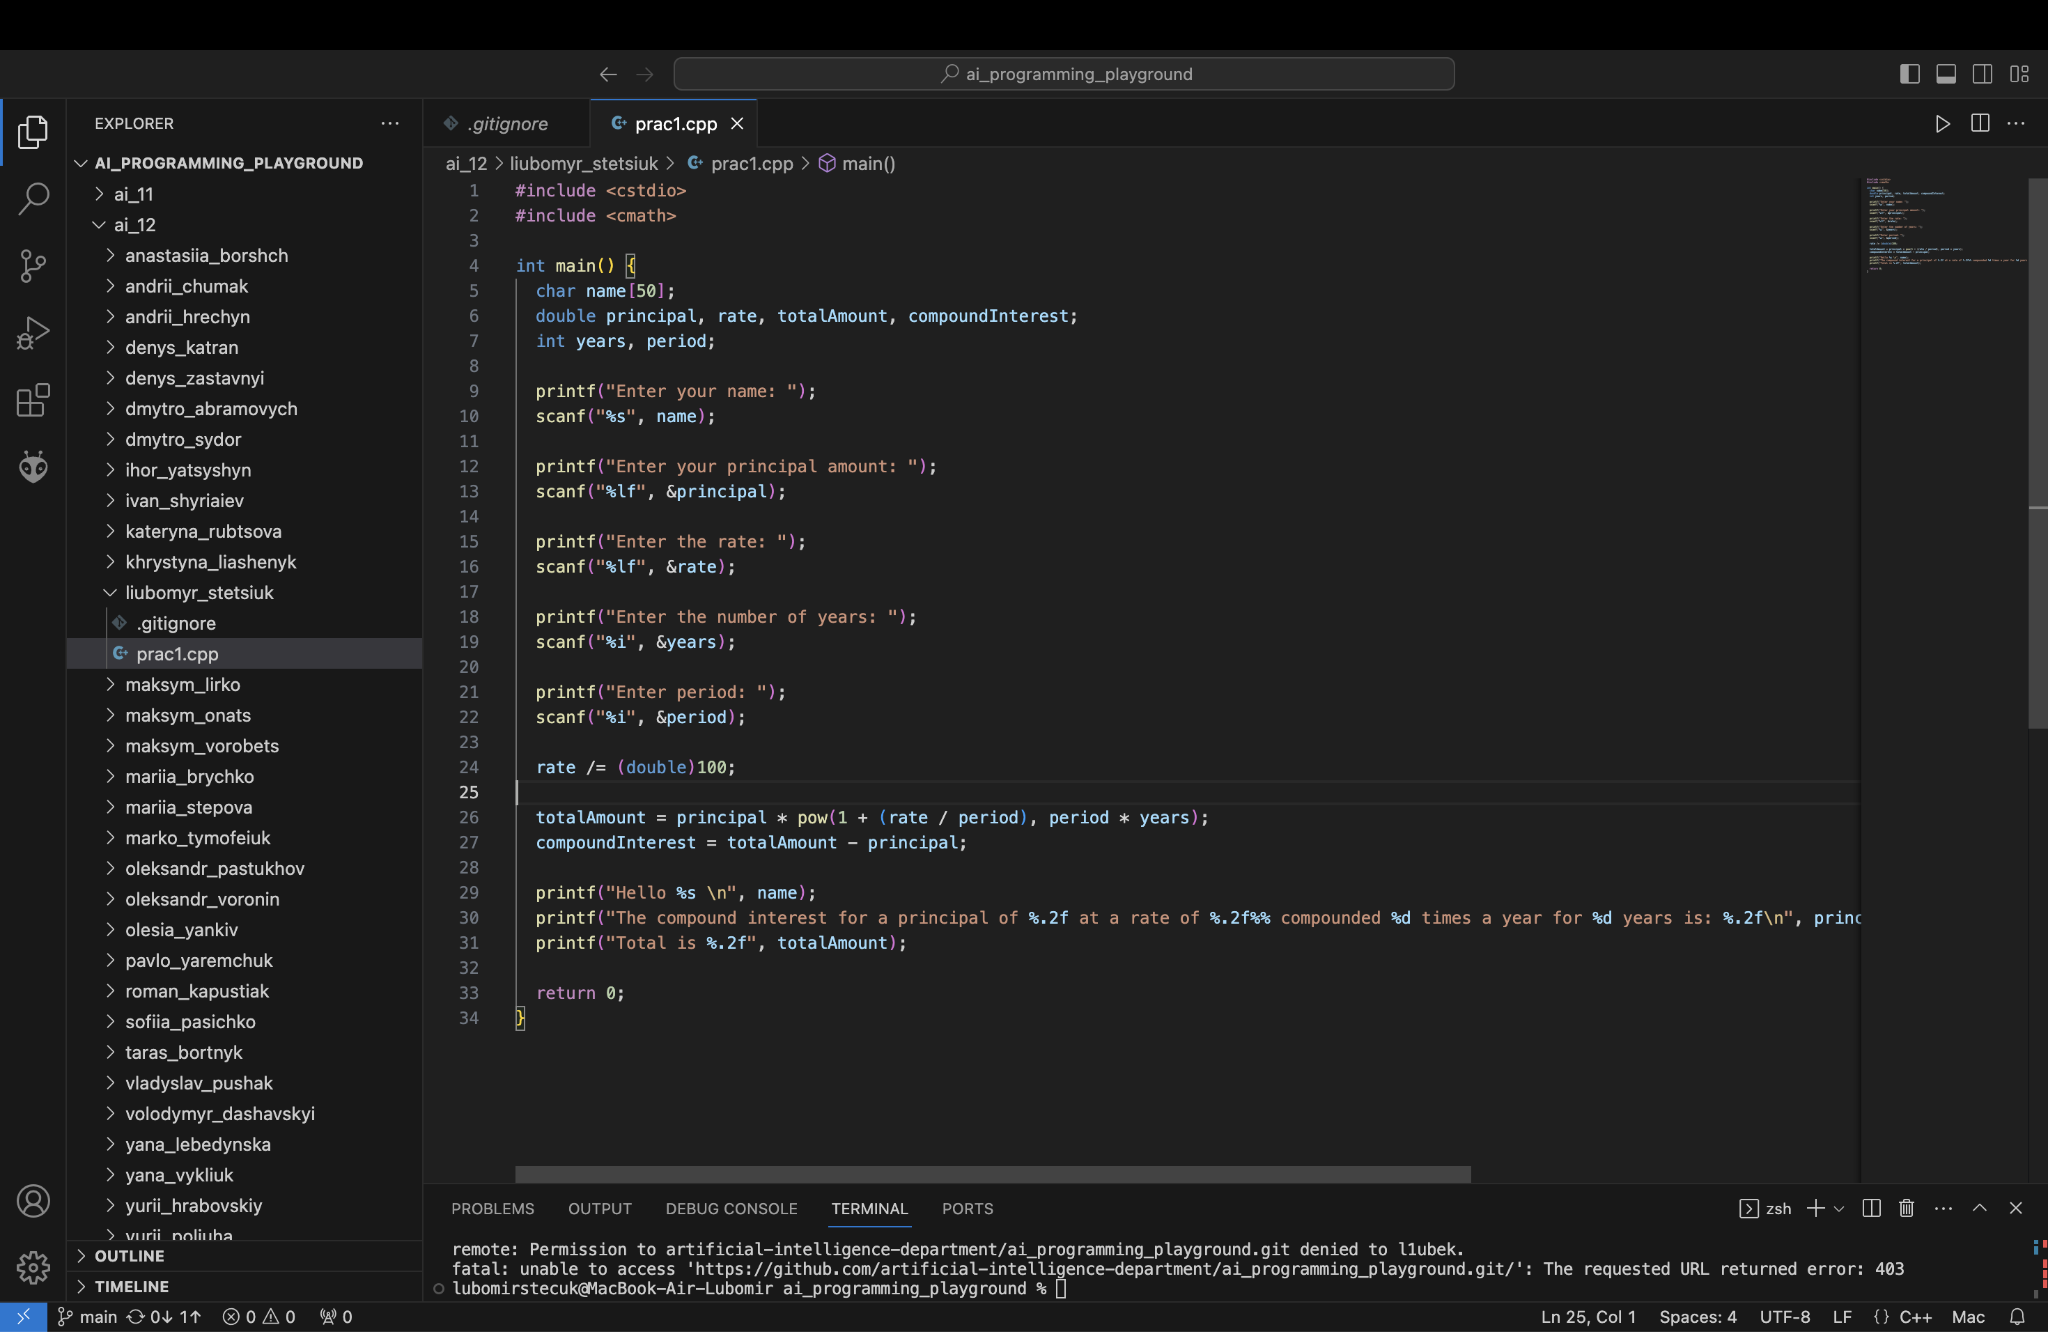 ai_programming_playground
EXPLORER
AI_PROGRAMMING_PLAYGROUND
ai_11
ai_12
anastasiia_borshch
andrii_chumak
andrii_hrechyn
denys_katran
denys_zastavnyi
dmytro_abramovych
dmytro_sydor
ihor_yatsyshyn
ivan_shyriaiev
kateryna_rubtsova
khrystyna_liashenyk
liubomyr_stetsiuk
.gitignore
prac1.cpp
maksym_lirko
maksym_onats
maksym_vorobets
mariia_brychko
mariia_stepova
marko_tymofeiuk
oleksandr_pastukhov
oleksandr_voronin
olesia_yankiv
pavlo_yaremchuk
roman_kapustiak
sofiia_pasichko
taras_bortnyk
vladyslav_pushak
volodymyr_dashavskyi
yana_lebedynska
yana_vykliuk
yurii_hrabovskiy
yurii_poliuha
OUTLINE
TIMELINE
.gitignore prac1.cpp
ai_12 > liubomyr_stetsiuk > prac1.cpp > main()
1 #include <cstdio>
2 #include <cmath>
3
4 int main() {
5 char name[50];
6 double principal, rate, totalAmount, compoundInterest;
7 int years, period;
8
9 printf("Enter your name: ");
10 scanf("%s", name);
11
12 printf("Enter your principal amount: ");
13 scanf("%lf", &principal);
14
15 printf("Enter the rate: ");
16 scanf("%lf", &rate);
17
18 printf("Enter the number of years: ");
19 scanf("%i", &years);
20
21 printf("Enter period: ");
22 scanf("%i", &period);
23
24 rate /= (double)100;
25
26 totalAmount = principal * pow(1 + (rate / period), period * years);
27 compoundInterest = totalAmount - principal;
28
29 printf("Hello %s \n", name);
30 printf("The compound interest for a principal of %.2f at a rate of %.2f%% compounded %d times a year for %d years is: %.2f\n", princ
31 printf("Total is %.2f", totalAmount);
32
33 return 0;
34 }
PROBLEMS OUTPUT DEBUG CONSOLE TERMINAL PORTS zsh
remote: Permission to artificial-intelligence-department/ai_programming_playground.git denied to l1ubek.
fatal: unable to access 'https://github.com/artificial-intelligence-department/ai_programming_playground.git/': The requested URL returned error: 403
lubomirstecuk@MacBook-Air-Lubomir ai_programming_playground %
main 0↓ 1↑ 0 0 0 Ln 25, Col 1 Spaces: 4 UTF-8 LF {} C++ Mac